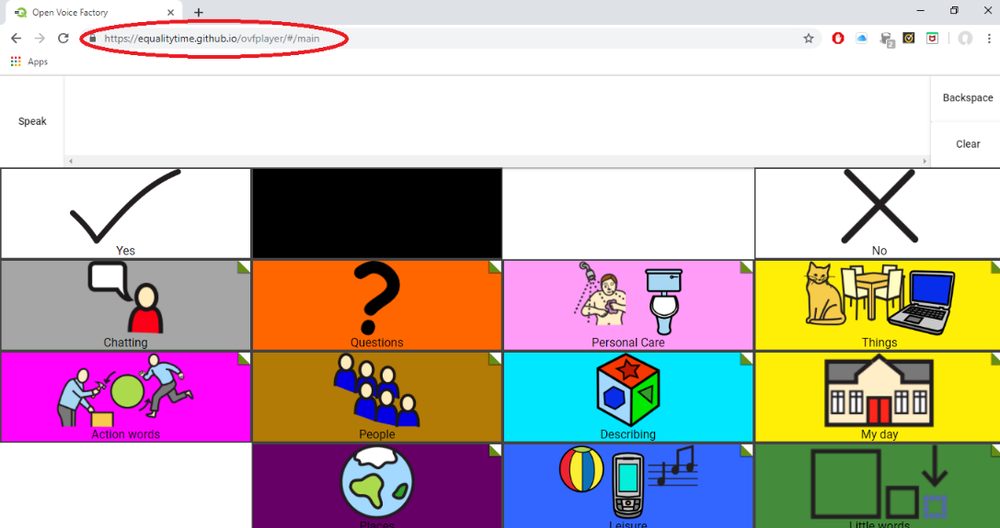 Open Voice Factory
https://equalitytime.github.io/ovfplayer/#/main
2
Apps
Speak
Backspace
Clear
Yes
No
Chatting
Questions
Personal Care
Things
Action words
People
Describing
My day
Places
Leisure
Little words